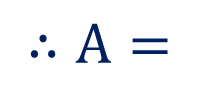 ∴ A =